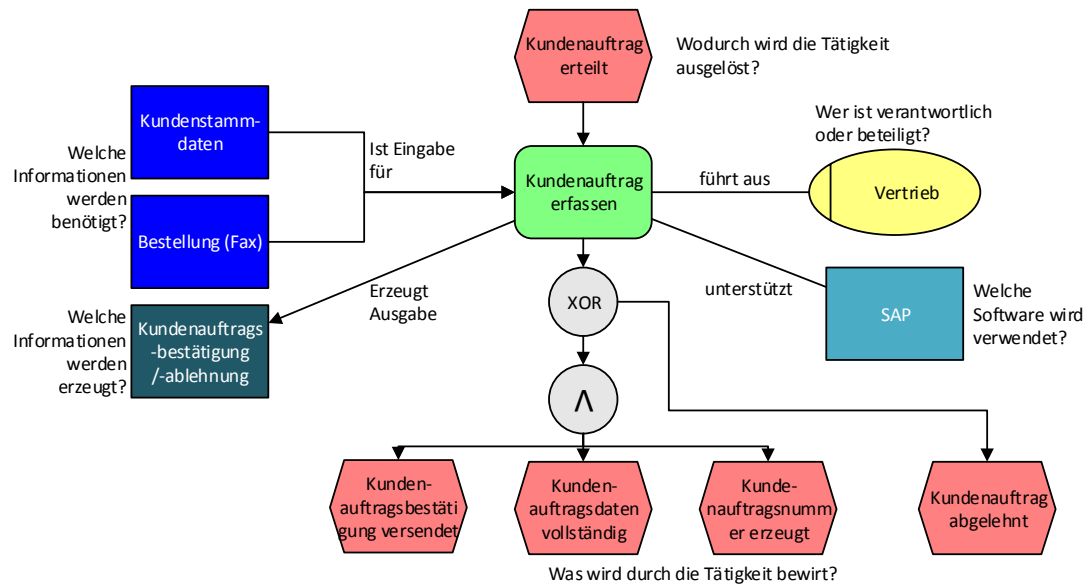 Kundenauftrag
erteilt
Wodurch wird die Tätigkeit
ausgelöst?
Kundenstamm-
daten
Welche
Informationen
werden
benötigt?
Bestellung (Fax)
Ist Eingabe
für
Kundenauftrag
erfassen
führt aus
Wer ist verantwortlich
oder beteiligt?
Vertrieb
Welche
Informationen
werden
erzeugt?
Kundenauftrags
-bestätigung
/-ablehnung
Erzeugt
Ausgabe
XOR
unterstützt
SAP
Welche
Software wird
verwendet?
Λ
Kunden-
auftragsbestäti
gung versendet
Kunden-
auftragsdaten
vollständig
Kunde-
nauftragsnumm
er erzeugt
Kundenauftrag
abgelehnt
Was wird durch die Tätigkeit bewirt?